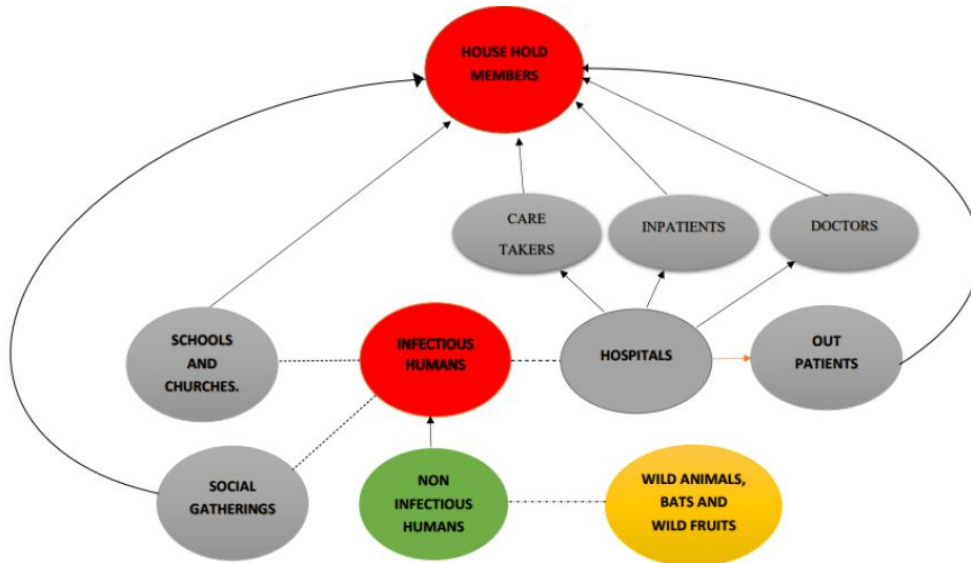 HOUSE HOLD
MEMBERS
CARE
TAKERS
INPATIENTS
DOCTORS
SCHOOLS
AND
CHURCHES.
INFECTIOUS
HUMANS
HOSPITALS
OUT
PATIENTS
SOCIAL
GATHERINGS
NON
INFECTIOUS
HUMANS
WILD ANIMALS,
BATS AND
WILD FRUITS